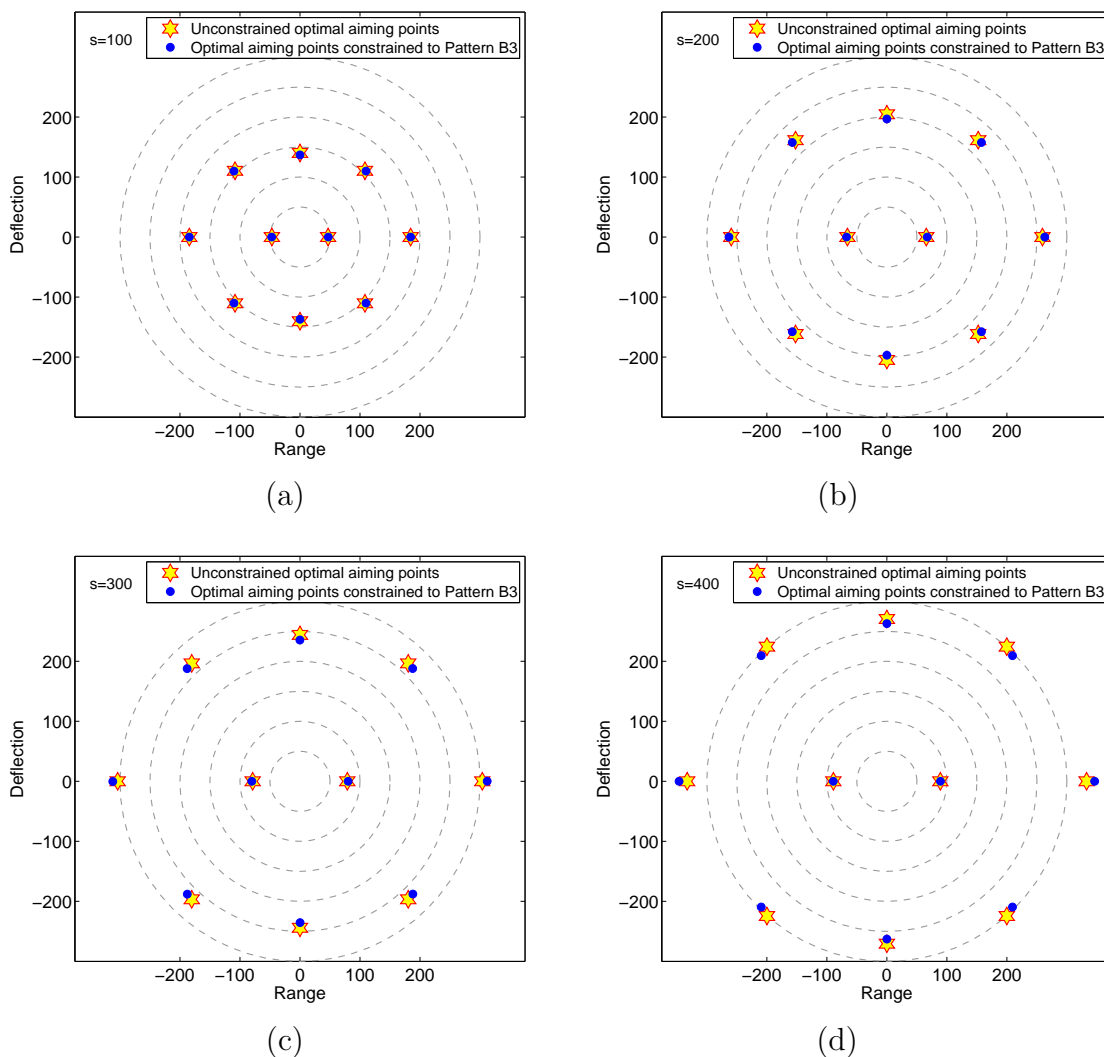 s=100
Unconstrained optimal aiming points
Optimal aiming points constrained to Pattern B3
200
100
0
−100
−200
Deflection
−200 −100 0 100 200
Range
(a)
s=200
Unconstrained optimal aiming points
Optimal aiming points constrained to Pattern B3
200
100
0
−100
−200
Deflection
−200 −100 0 100 200
Range
(b)
s=300
Unconstrained optimal aiming points
Optimal aiming points constrained to Pattern B3
200
100
0
−100
−200
Deflection
−200 −100 0 100 200
Range
(c)
s=400
Unconstrained optimal aiming points
Optimal aiming points constrained to Pattern B3
200
100
0
−100
−200
Deflection
−200 −100 0 100 200
Range
(d)